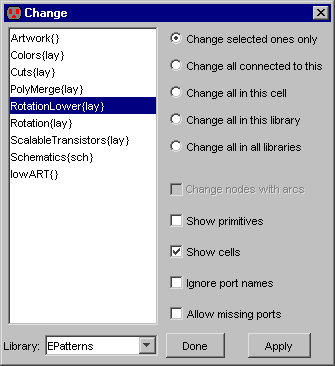 Change
Artwork{}
Colors{lay}
Cuts{lay}
PolyMerge{lay}
RotationLower{lay}
Rotation{lay}
ScalableTransistors{lay}
Schematics{sch}
lowART{}
Change selected ones only
Change all connected to this
Change all in this cell
Change all in this library
Change all in all libraries
Change nodes with arcs
Show primitives
Show cells
Ignore port names
Allow missing ports
Library: EPatterns
Done
Apply